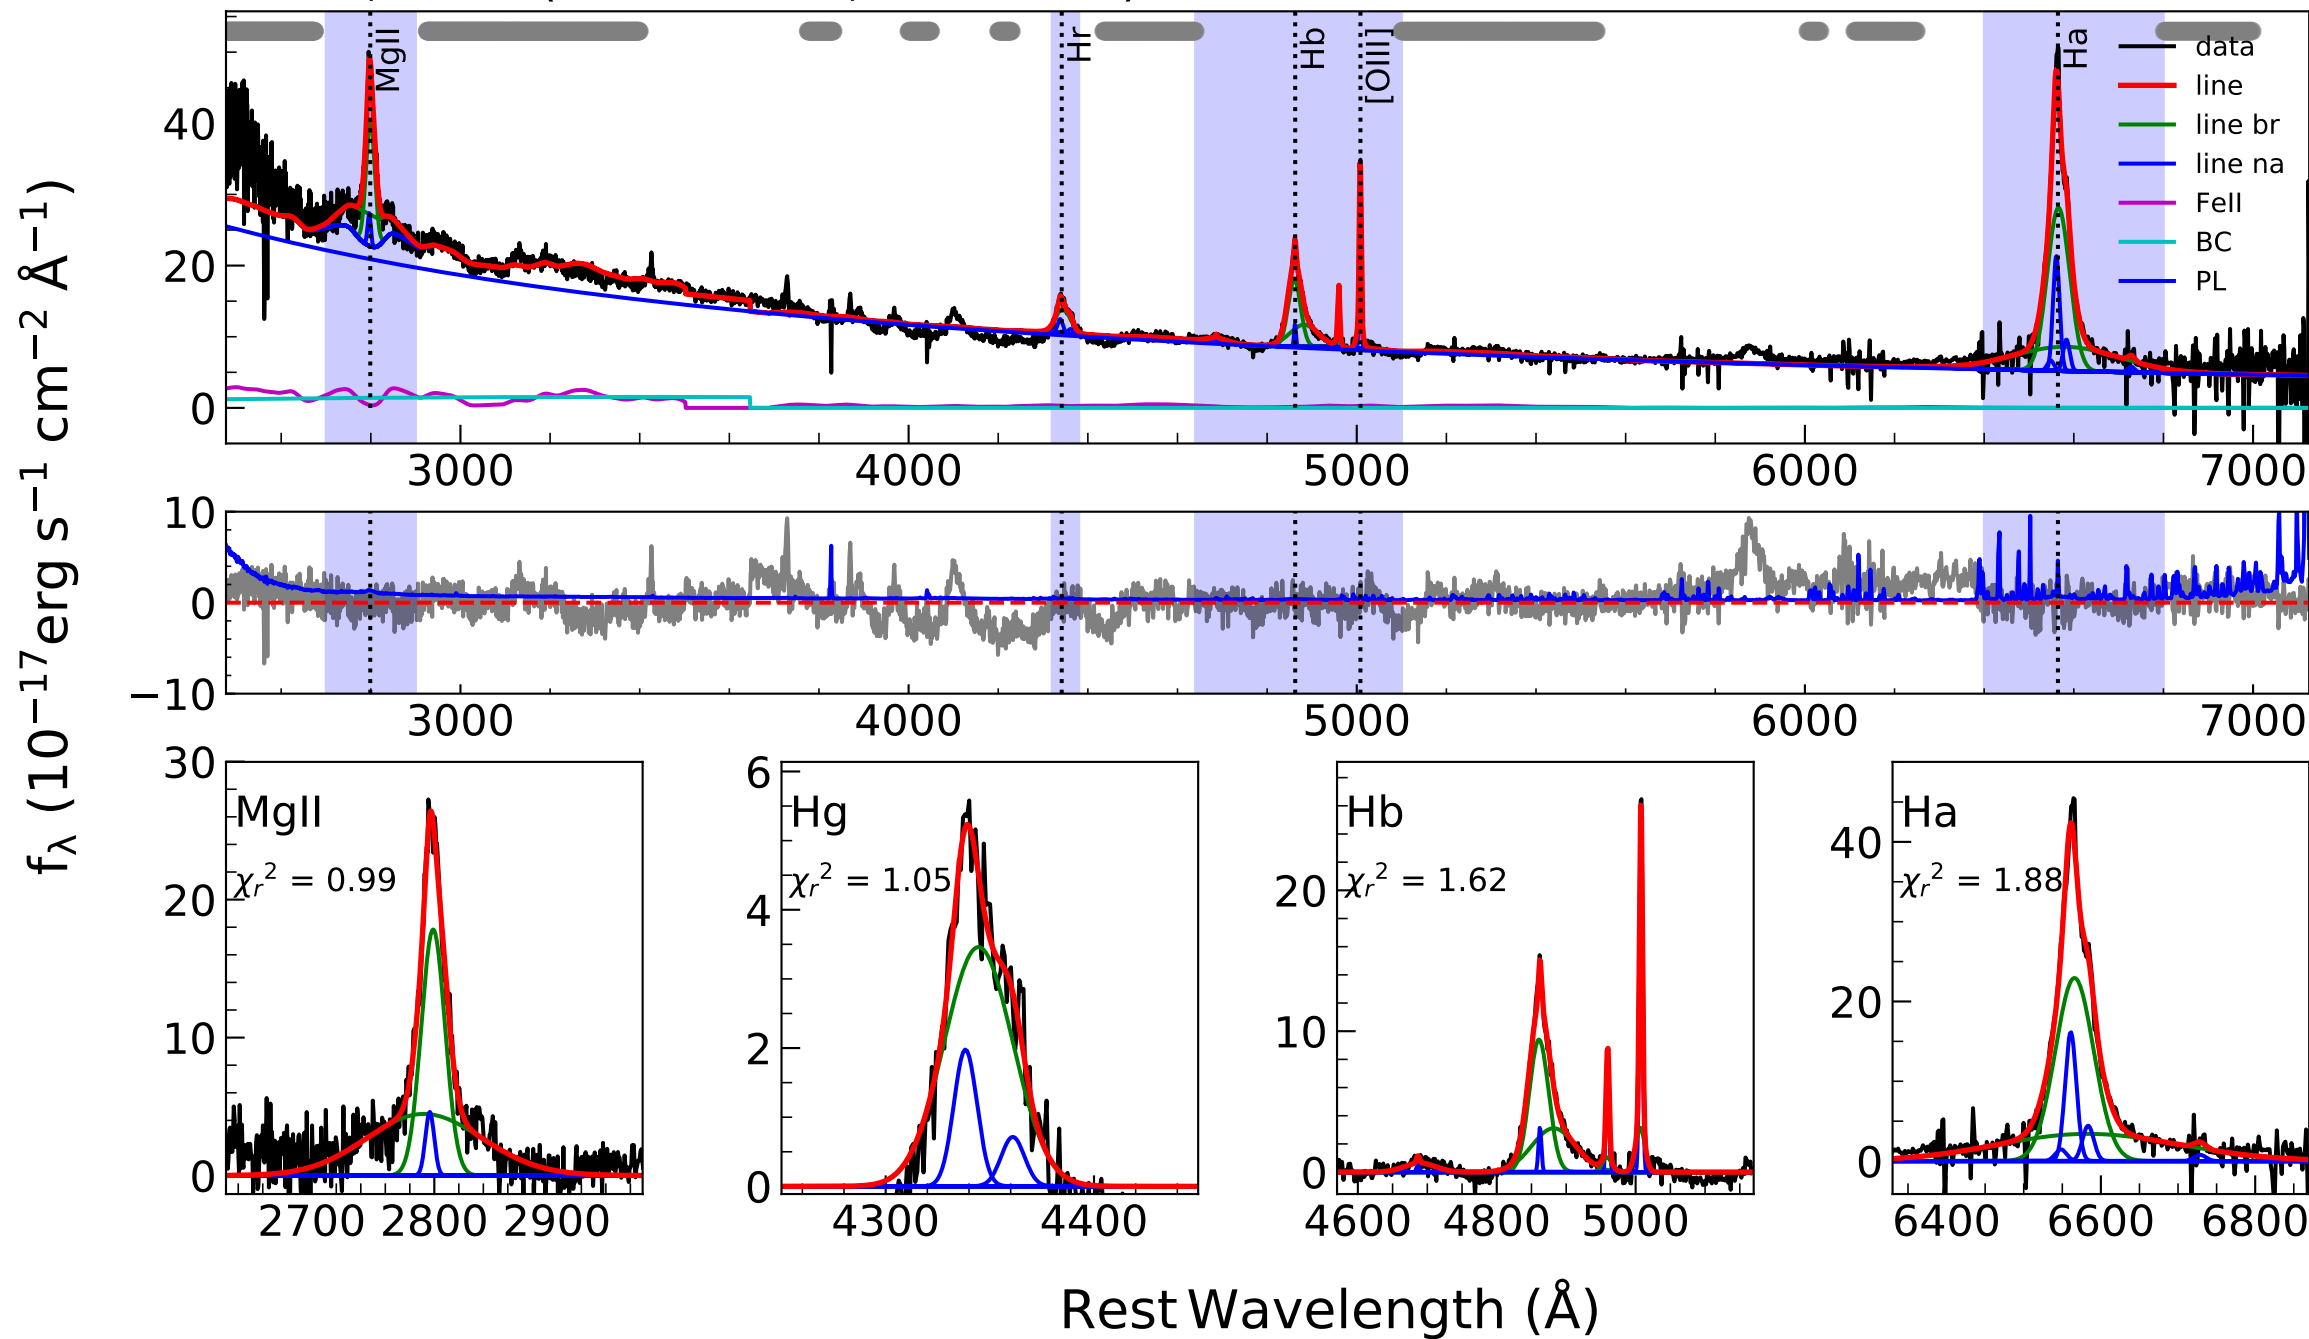 MgII
Hr
Hb
[OIII]
Ha
data
line
line br
line na
FeII
BC
PL
40
20
0
3000 4000 5000 6000 7000
10
0
−10
3000 4000 5000 6000 7000
fλ (10⁻¹⁷erg s⁻¹ cm⁻² Å⁻¹)
MgII
χᵣ² = 0.99
30
20
10
0
2700 2800 2900
Hg
χᵣ² = 1.05
6
4
2
0
4300 4400
Hb
χᵣ² = 1.62
20
10
0
4600 4800 5000
Ha
χᵣ² = 1.88
40
20
0
6400 6600 6800
Rest Wavelength (Å)